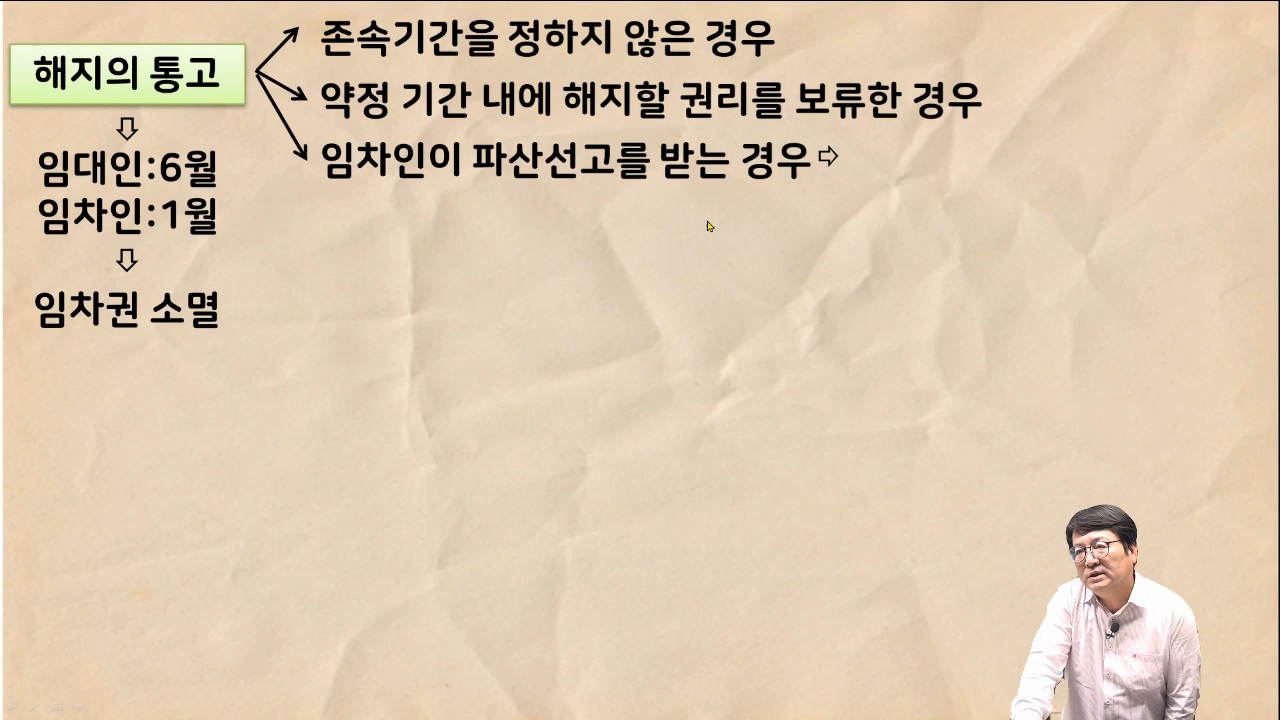 해지의 통고
임대인:6월
임차인:1월
임차권 소멸
존속기간을 정하지 않은 경우
약정 기간 내에 해지할 권리를 보류한 경우
임차인이 파산선고를 받는 경우